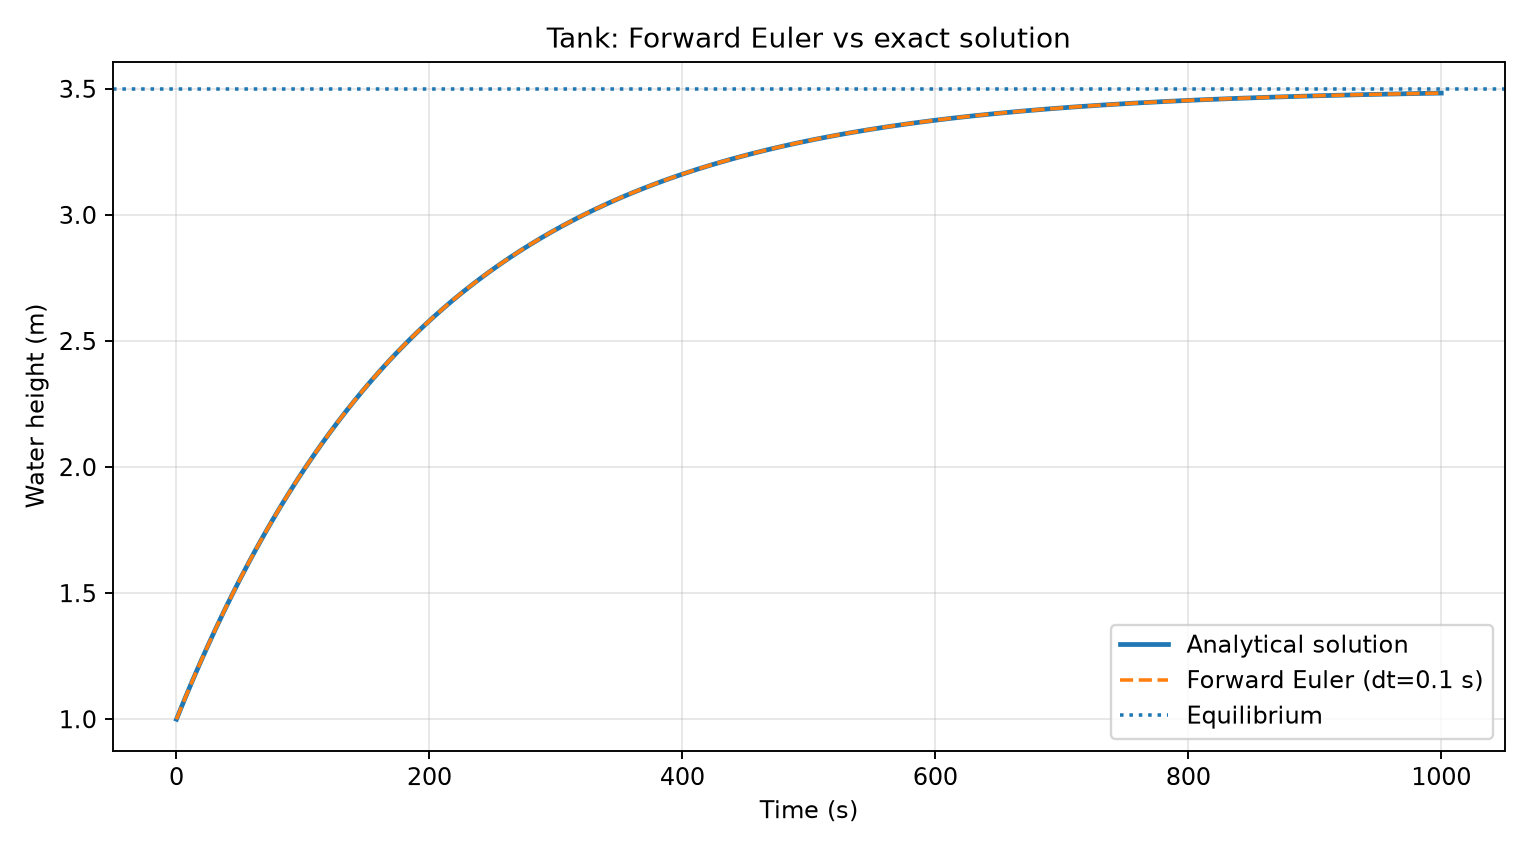 Tank: Forward Euler vs exact solution
Water height (m)
3.5
3.0
2.5
2.0
1.5
1.0
Analytical solution
Forward Euler (dt=0.1 s)
Equilibrium
0 200 400 600 800 1000
Time (s)